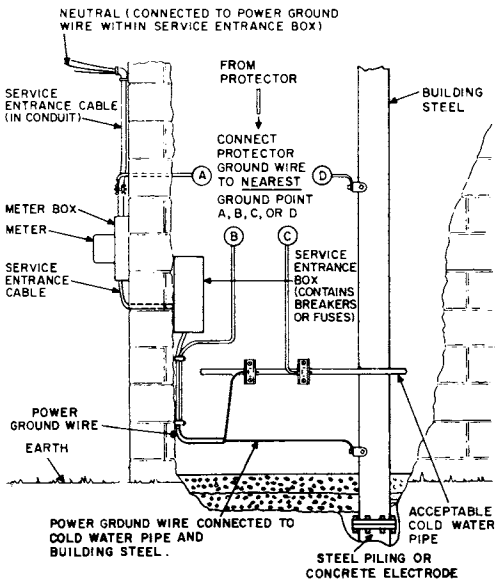 NEUTRAL (CONNECTED TO POWER GROUND
WIRE WITHIN SERVICE ENTRANCE BOX)
FROM
PROTECTOR
BUILDING
STEEL
SERVICE
ENTRANCE CABLE
(IN CONDUIT)
CONNECT
PROTECTOR
GROUND WIRE
TO NEAREST
GROUND POINT
A, B, C, OR D
A
D
METER BOX
METER
B
C
SERVICE
ENTRANCE
CABLE
SERVICE
ENTRANCE
BOX
(CONTAINS
BREAKERS
OR FUSES)
POWER
GROUND WIRE
EARTH
POWER GROUND WIRE CONNECTED TO
COLD WATER PIPE AND
BUILDING STEEL.
ACCEPTABLE
COLD WATER
PIPE
STEEL PILING OR
CONCRETE ELECTRODE